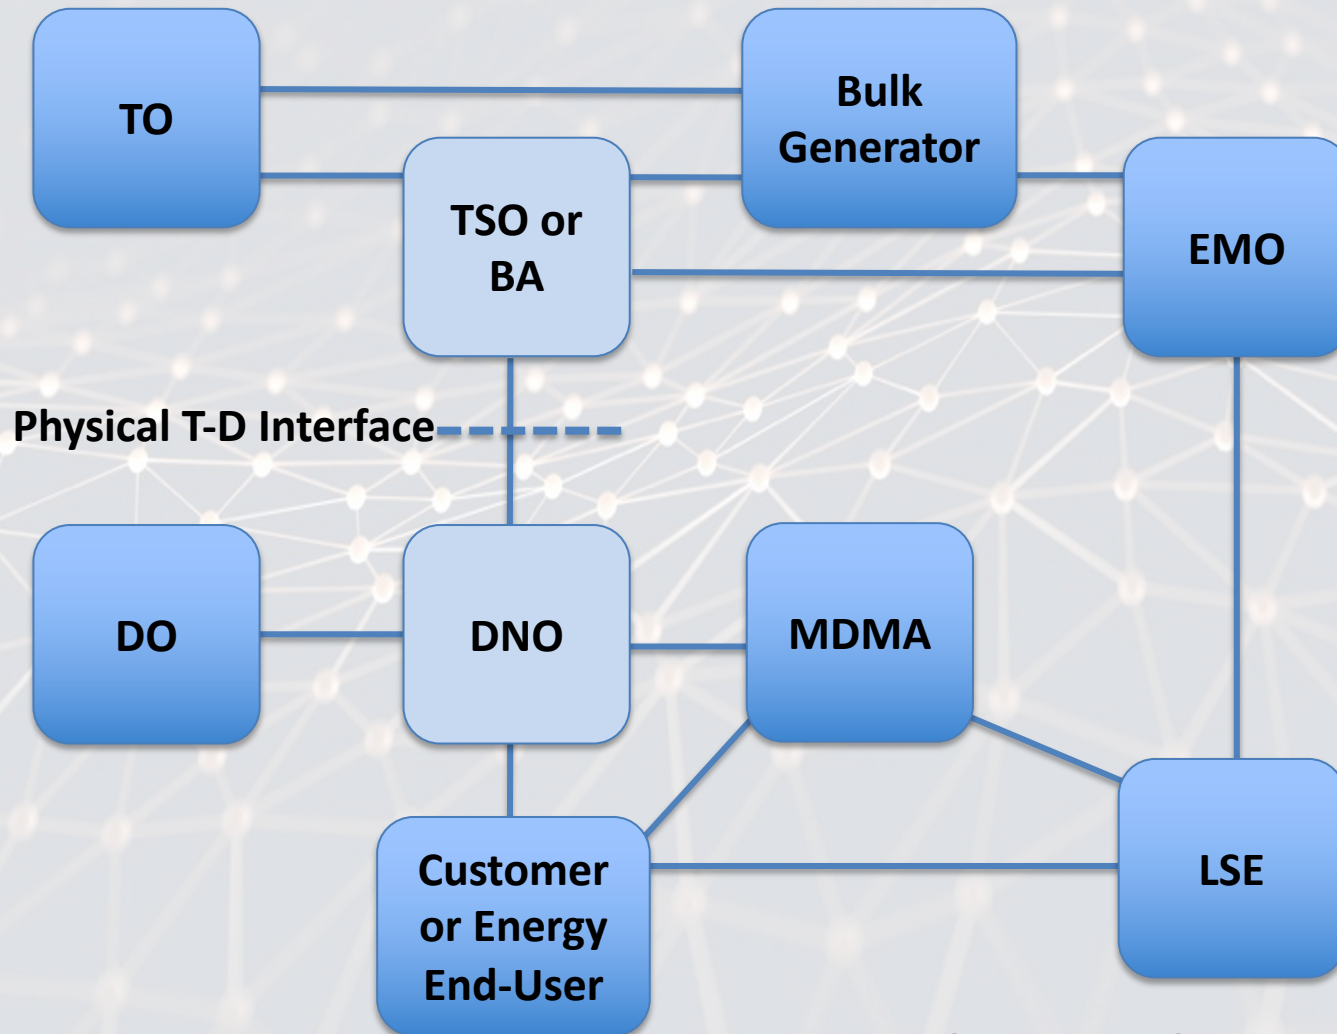 TO
Bulk
Generator
TSO or
BA
EMO
Physical T-D Interface
DO
DNO
MDMA
Customer
or Energy
End-User
LSE